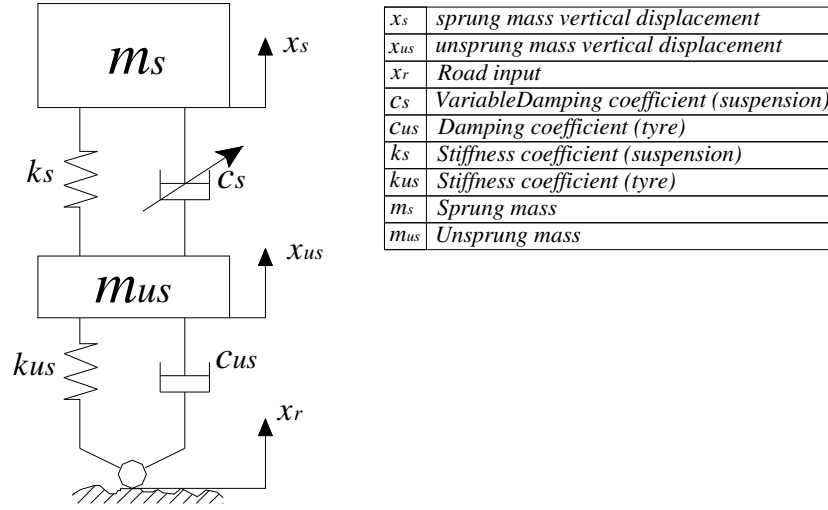 ms
xs
ks
cs
mus
xus
kus
cus
xr
xs sprung mass vertical displacement
xus unsprung mass vertical displacement
xr Road input
cs VariableDamping coefficient (suspension)
cus Damping coefficient (tyre)
ks Stiffness coefficient (suspension)
kus Stiffness coefficient (tyre)
ms Sprung mass
mus Unsprung mass